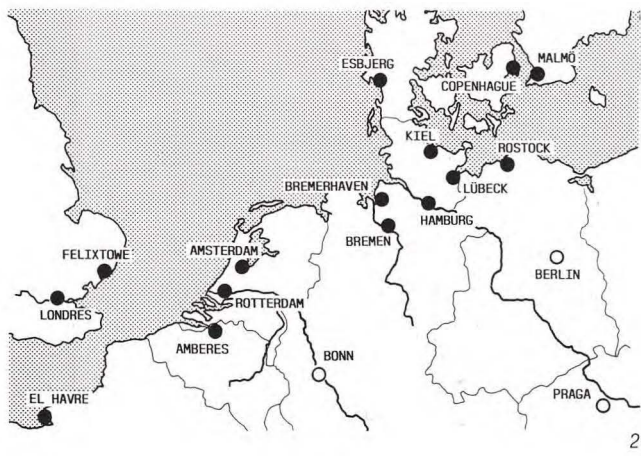 ESBJERG
MALMÖ
COPENHAGUE
KIEL
ROSTOCK
LÜBECK
BREMERHAVEN
HAMBURG
BREMEN
FELIXTOWE
AMSTERDAM
BERLIN
LONDRES
ROTTERDAM
AMBERES
BONN
EL HAVRE
PRAGA
2